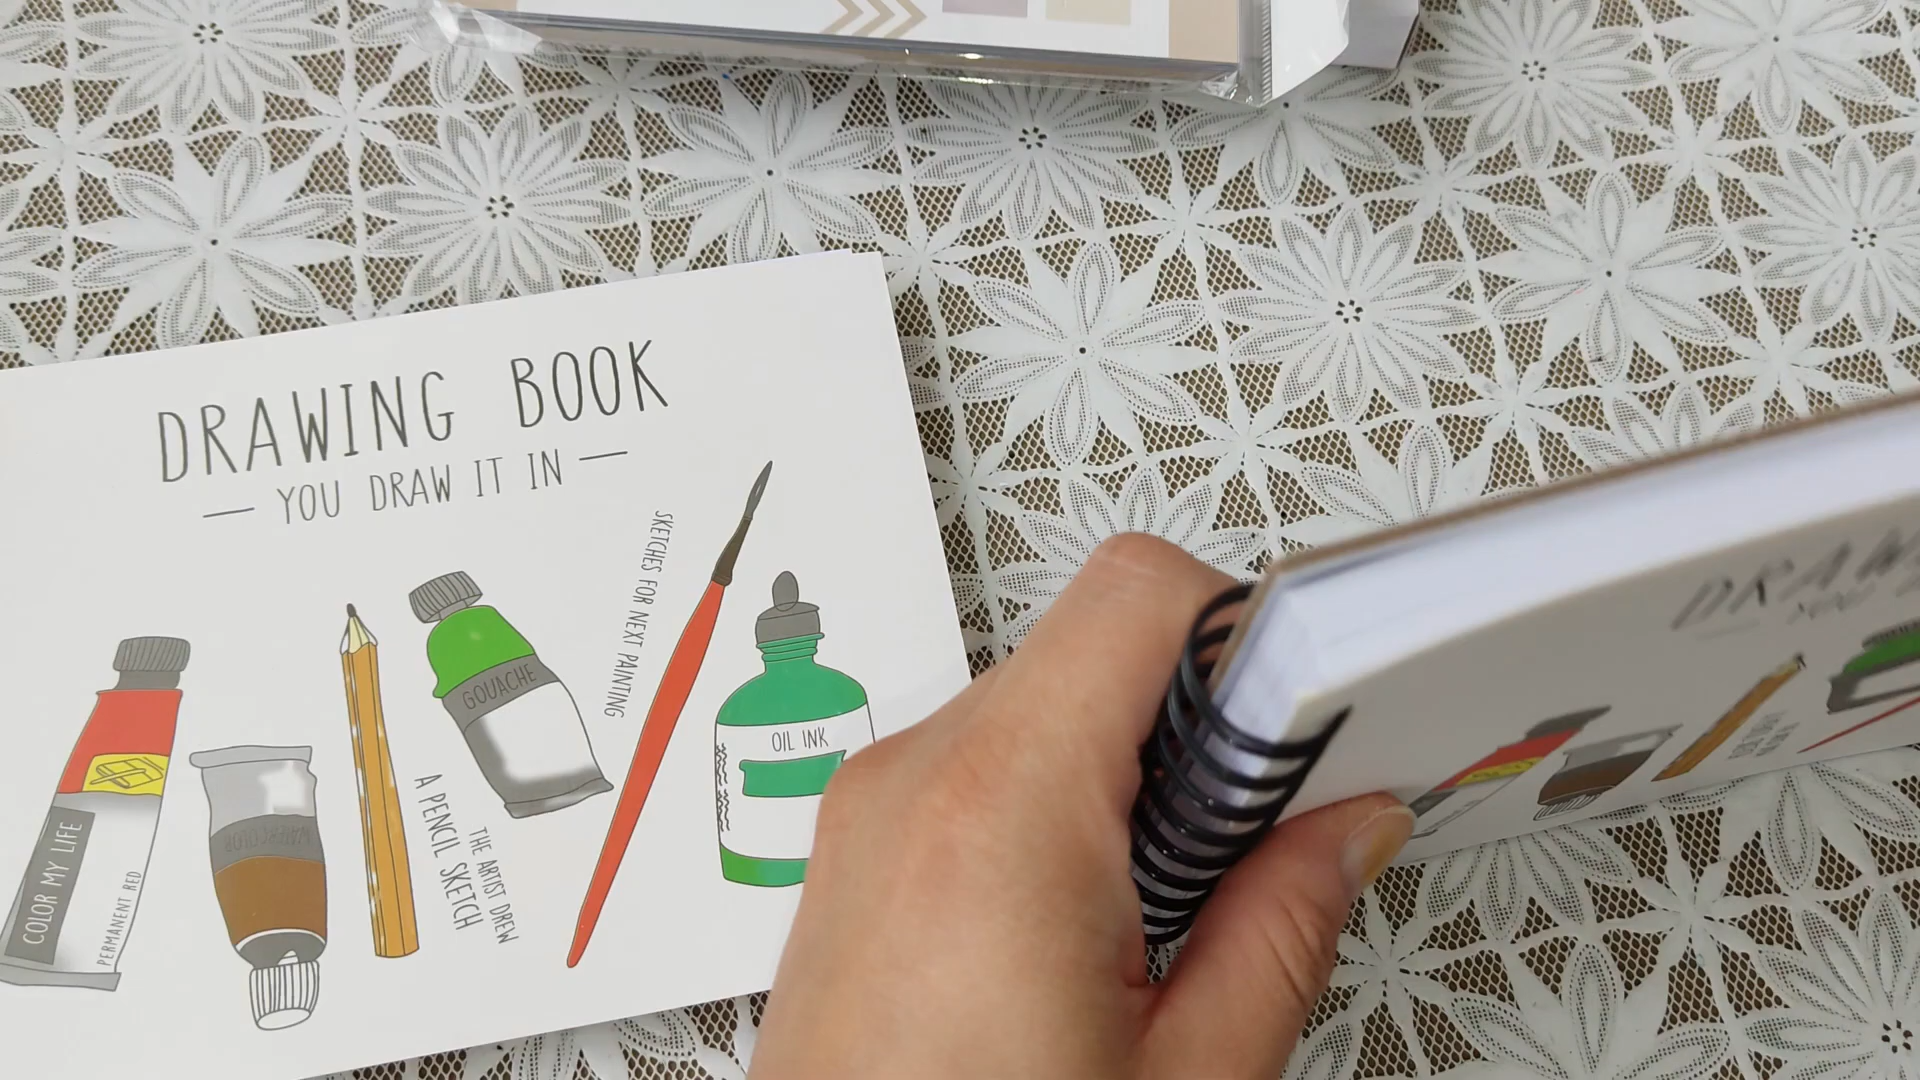 DRAWING BOOK
— YOU DRAW IT IN —
SKETCHES FOR NEXT PAINTING
GOUACHE
OIL INK
COLOR MY LIFE
PERMANENT RED
WATERCOLOR
THE ARTIST DREW
A PENCIL SKETCH